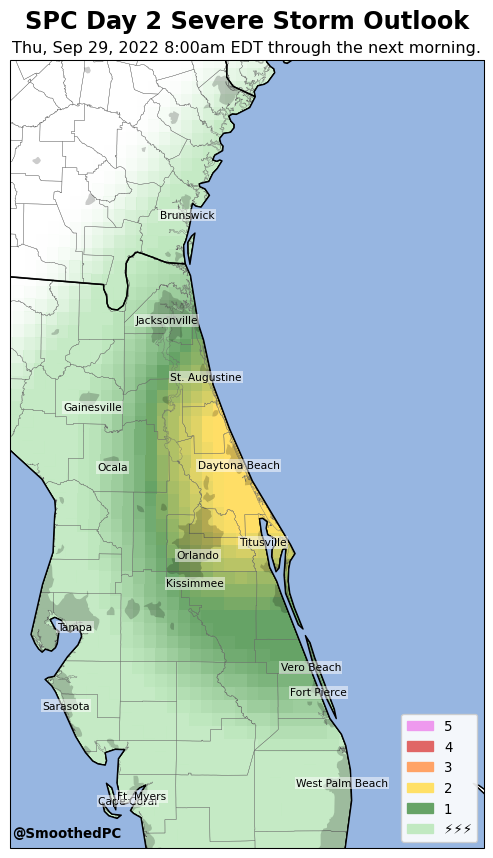 SPC Day 2 Severe Storm Outlook
Thu, Sep 29, 2022 8:00am EDT through the next morning.
Brunswick
Jacksonville
St. Augustine
Gainesville
Daytona Beach
Ocala
Titusville
Orlando
Kissimmee
Tampa
Vero Beach
Fort Pierce
Sarasota
West Palm Beach
Ft. Myers
Cape Coral
5
4
3
2
1
⚡⚡⚡
@SmoothedPC